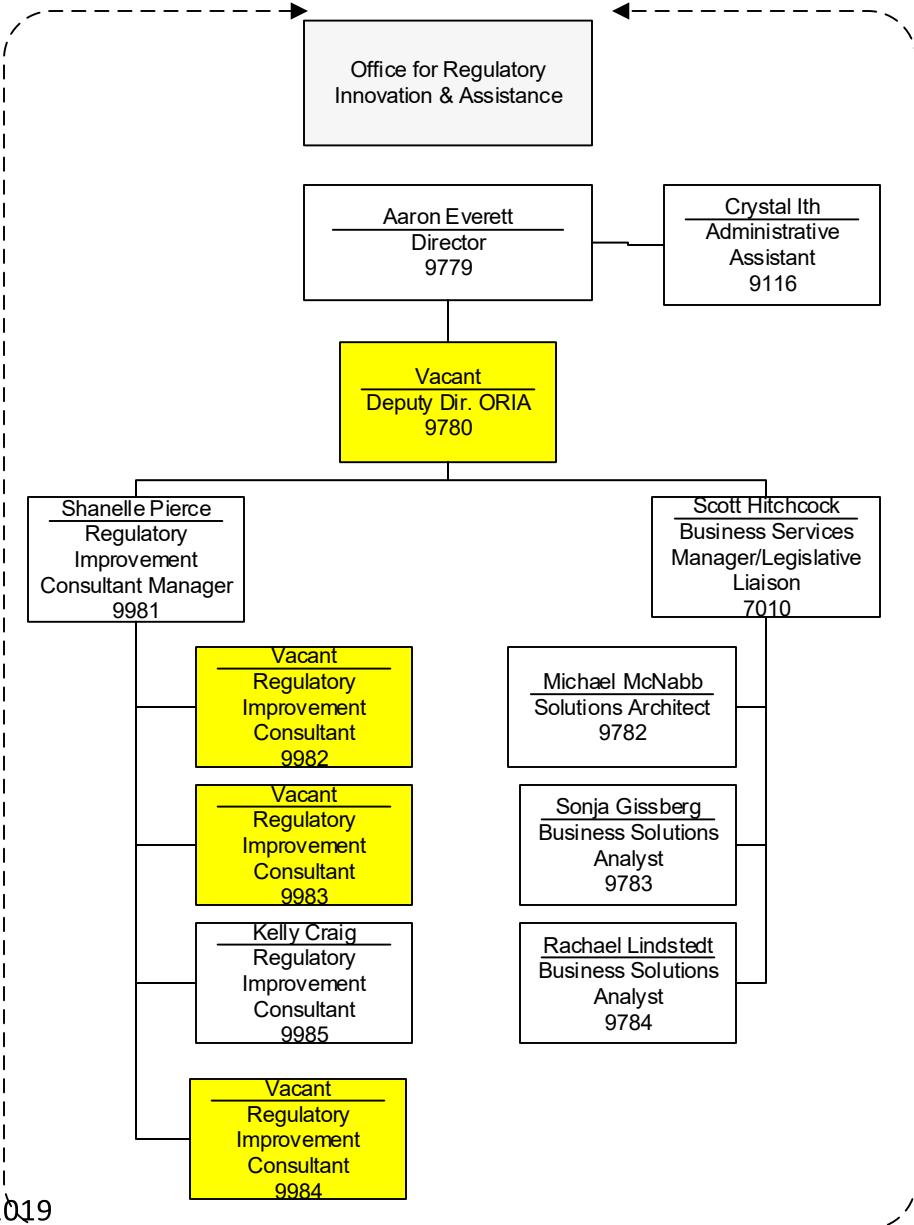 Office for Regulatory
Innovation & Assistance
Aaron Everett
Director
9779
Crystal Ith
Administrative
Assistant
9116
Vacant
Deputy Dir. ORIA
9780
Shanelle Pierce
Regulatory
Improvement
Consultant Manager
9981
Scott Hitchcock
Business Services
Manager/Legislative
Liaison
7010
Vacant
Regulatory
Improvement
Consultant
9982
Vacant
Regulatory
Improvement
Consultant
9983
Kelly Craig
Regulatory
Improvement
Consultant
9985
Vacant
Regulatory
Improvement
Consultant
9984
Michael McNabb
Solutions Architect
9782
Sonja Gissberg
Business Solutions
Analyst
9783
Rachael Lindstedt
Business Solutions
Analyst
9784